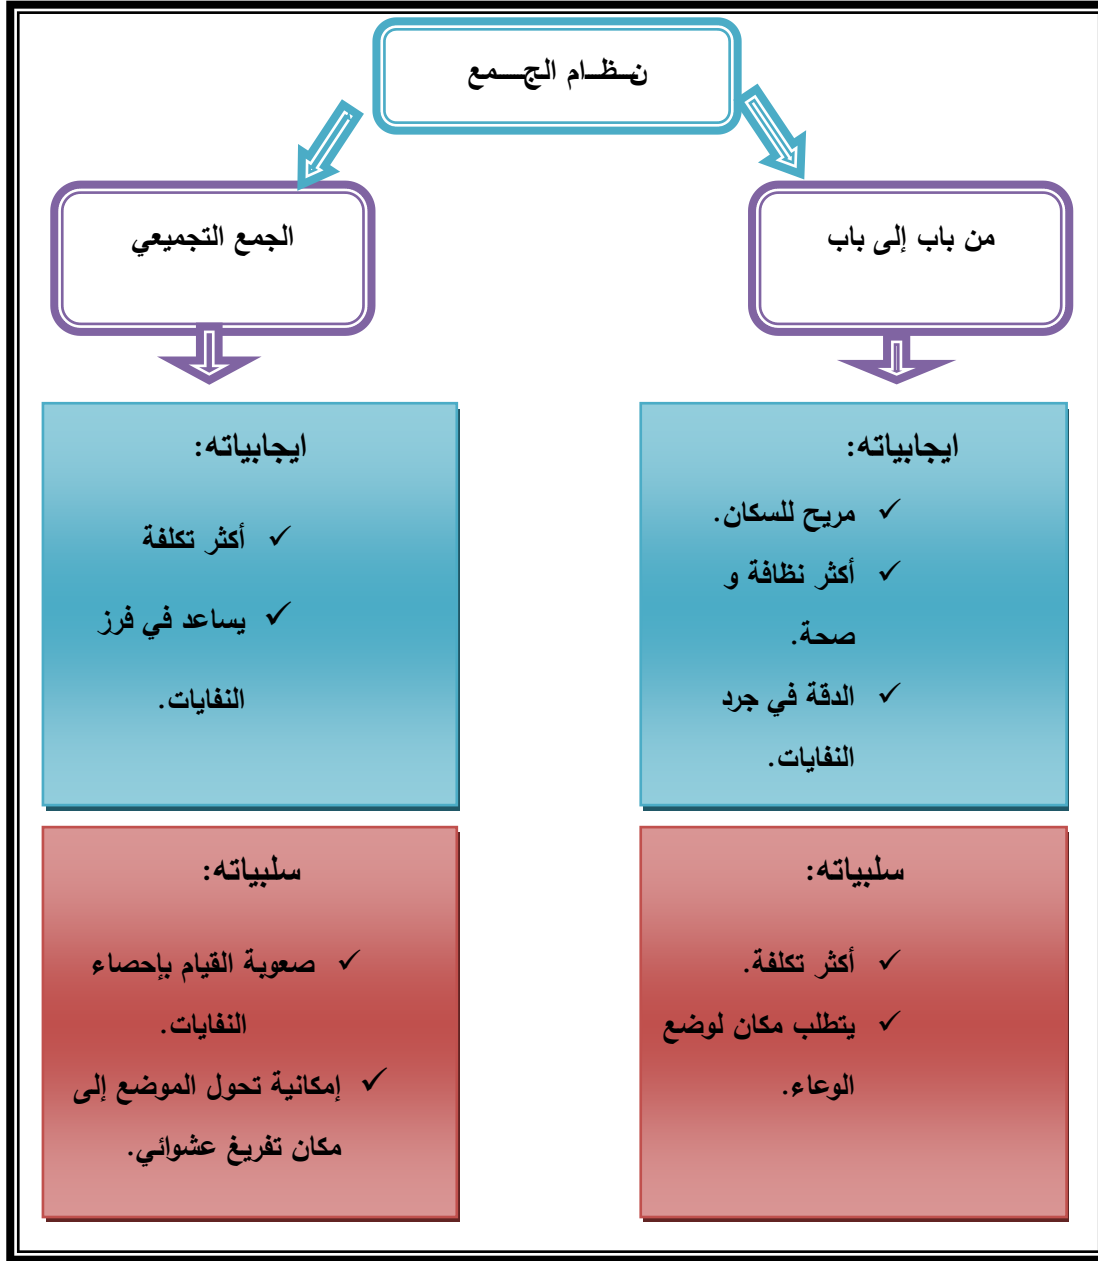 نـظـام الجـــمع
من باب إلى باب
الجمع التجميعي
ايجابياته:
✓ مريح للسكان.
✓ أكثر نظافة و
صحة.
✓ الدقة في جرد
النفايات.
ايجابياته:
✓ أكثر تكلفة
✓ يساعد في فرز
النفايات.
سلبياته:
✓ أكثر تكلفة.
✓ يتطلب مكان لوضع
الوعاء.
سلبياته:
✓ صعوبة القيام بإحصاء
النفايات.
✓ إمكانية تحول الموضع إلى
مكان تفريغ عشوائي.